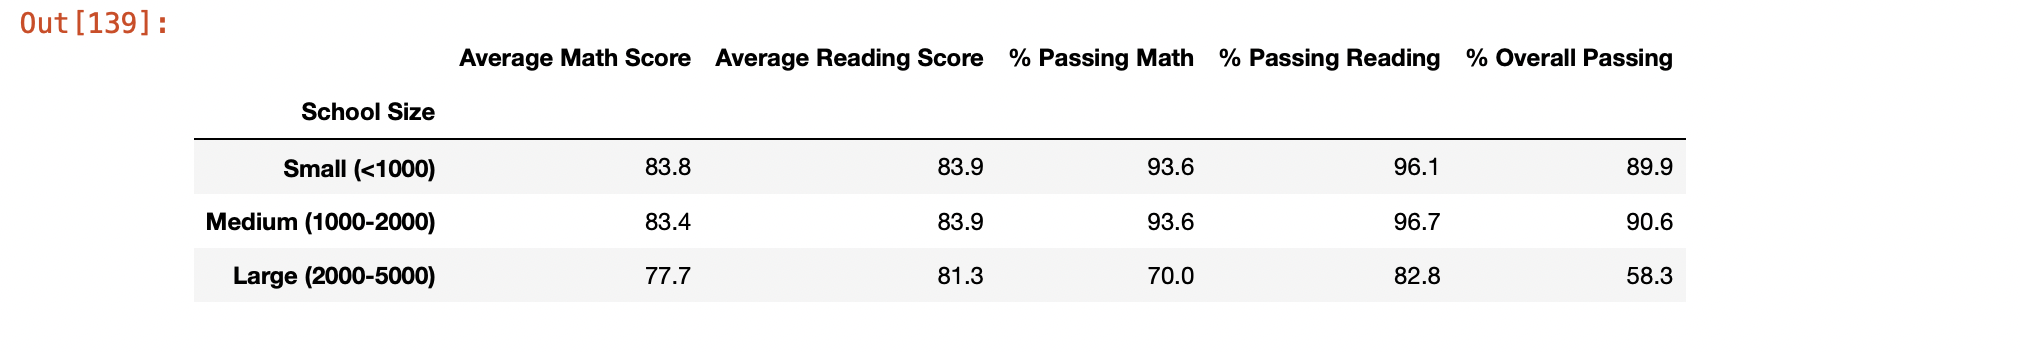 Out[139]:
Average Math Score Average Reading Score % Passing Math % Passing Reading % Overall Passing
School Size
Small (<1000) 83.8 83.9 93.6 96.1 89.9
Medium (1000-2000) 83.4 83.9 93.6 96.7 90.6
Large (2000-5000) 77.7 81.3 70.0 82.8 58.3